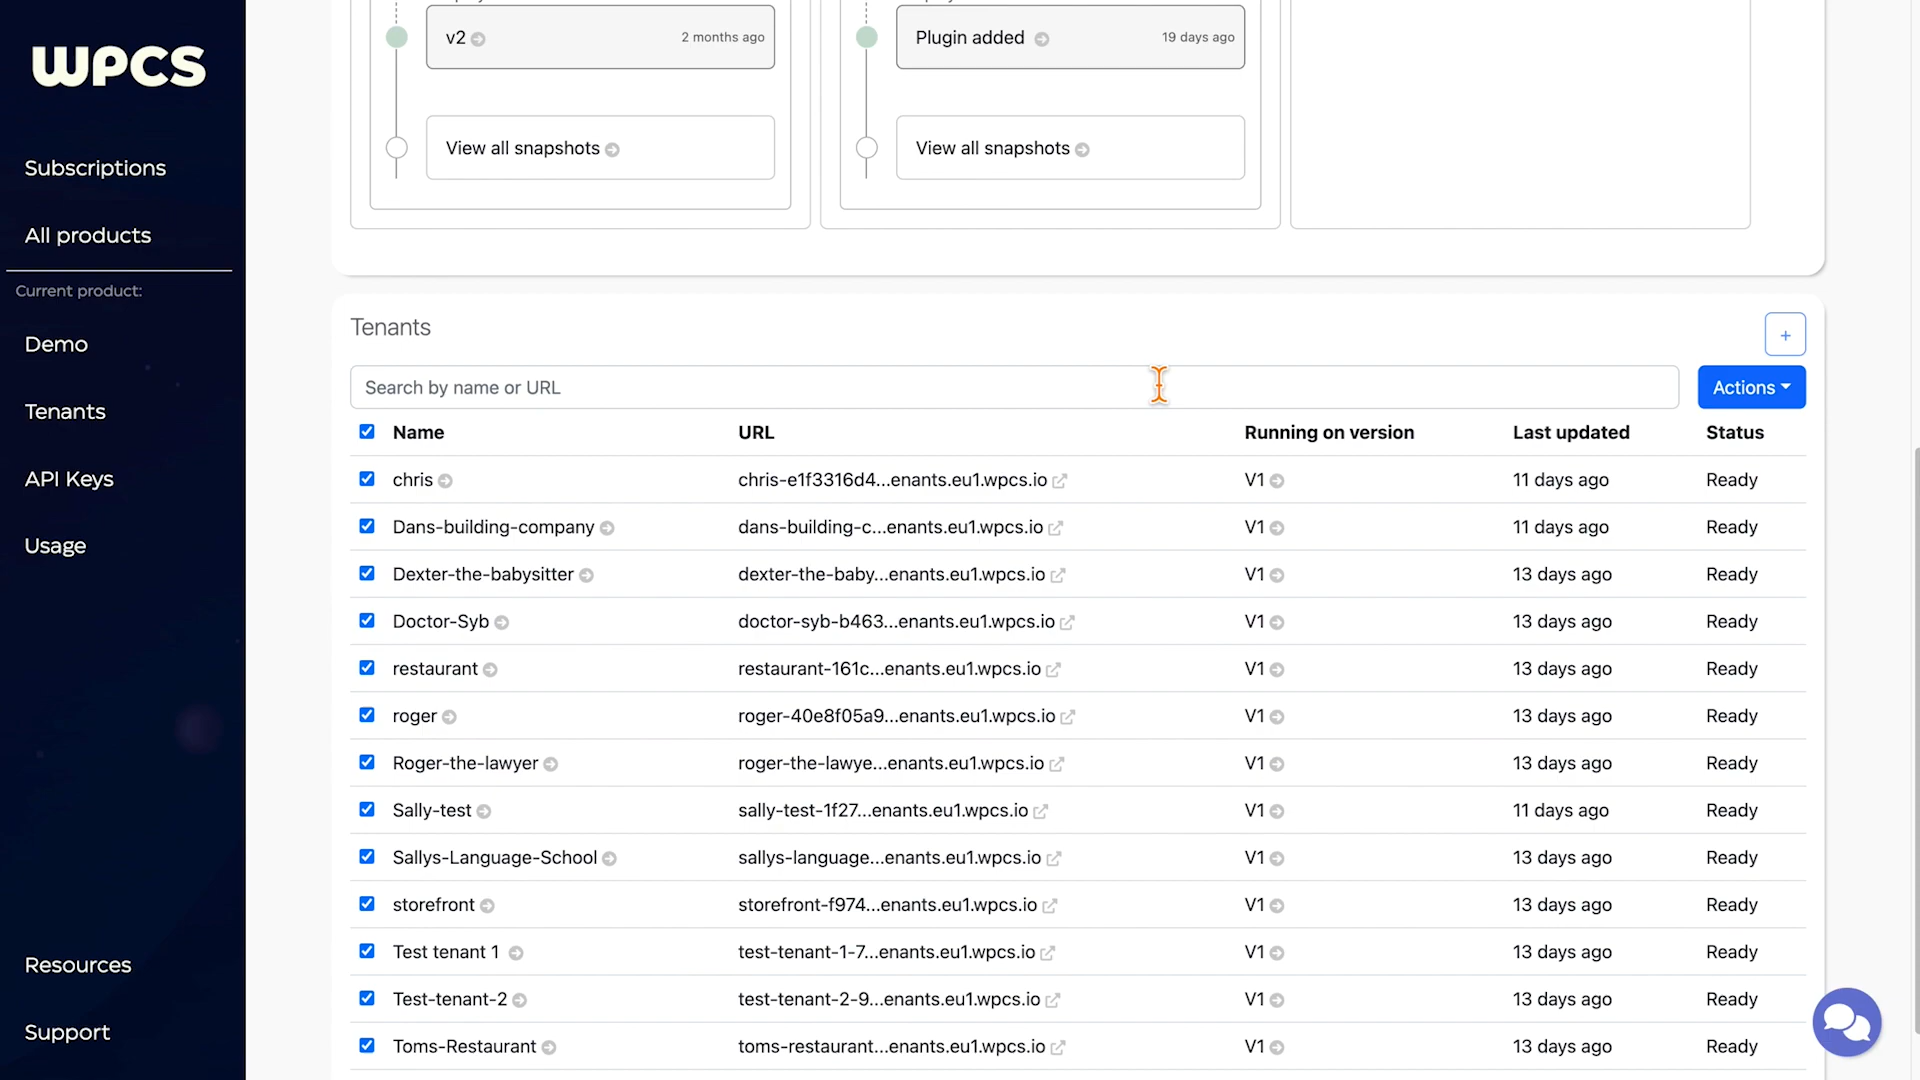 WPCS
Subscriptions
All products
Current product:
Demo
Tenants
API Keys
Usage
Resources
Support
v2 2 months ago
View all snapshots
Plugin added 19 days ago
View all snapshots
Tenants
+
Search by name or URL
Actions
Name URL Running on version Last updated Status
chris chris-e1f3316d4...enants.eu1.wpcs.io V1 11 days ago Ready
Dans-building-company dans-building-c...enants.eu1.wpcs.io V1 11 days ago Ready
Dexter-the-babysitter dexter-the-baby...enants.eu1.wpcs.io V1 13 days ago Ready
Doctor-Syb doctor-syb-b463...enants.eu1.wpcs.io V1 13 days ago Ready
restaurant restaurant-161c...enants.eu1.wpcs.io V1 13 days ago Ready
roger roger-40e8f05a9...enants.eu1.wpcs.io V1 13 days ago Ready
Roger-the-lawyer roger-the-lawye...enants.eu1.wpcs.io V1 13 days ago Ready
Sally-test sally-test-1f27...enants.eu1.wpcs.io V1 11 days ago Ready
Sallys-Language-School sallys-language...enants.eu1.wpcs.io V1 13 days ago Ready
storefront storefront-f974...enants.eu1.wpcs.io V1 13 days ago Ready
Test tenant 1 test-tenant-1-7...enants.eu1.wpcs.io V1 13 days ago Ready
Test-tenant-2 test-tenant-2-9...enants.eu1.wpcs.io V1 13 days ago Ready
Toms-Restaurant toms-restaurant...enants.eu1.wpcs.io V1 13 days ago Ready